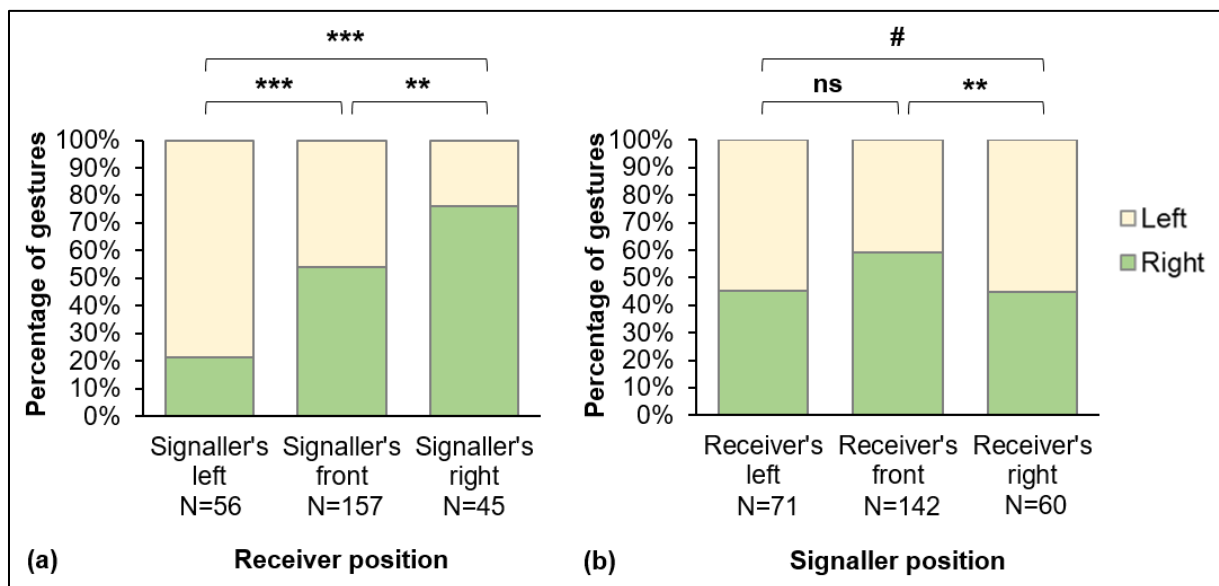 ***
*** **
100%
90%
80%
70%
60%
50%
40%
30%
20%
10%
0%
Percentage of gestures
Signaller's left N=56
Signaller's front N=157
Signaller's right N=45
(a) Receiver position
#
ns **
100%
90%
80%
70%
60%
50%
40%
30%
20%
10%
0%
Percentage of gestures
Receiver's left N=71
Receiver's front N=142
Receiver's right N=60
(b) Signaller position
Left
Right